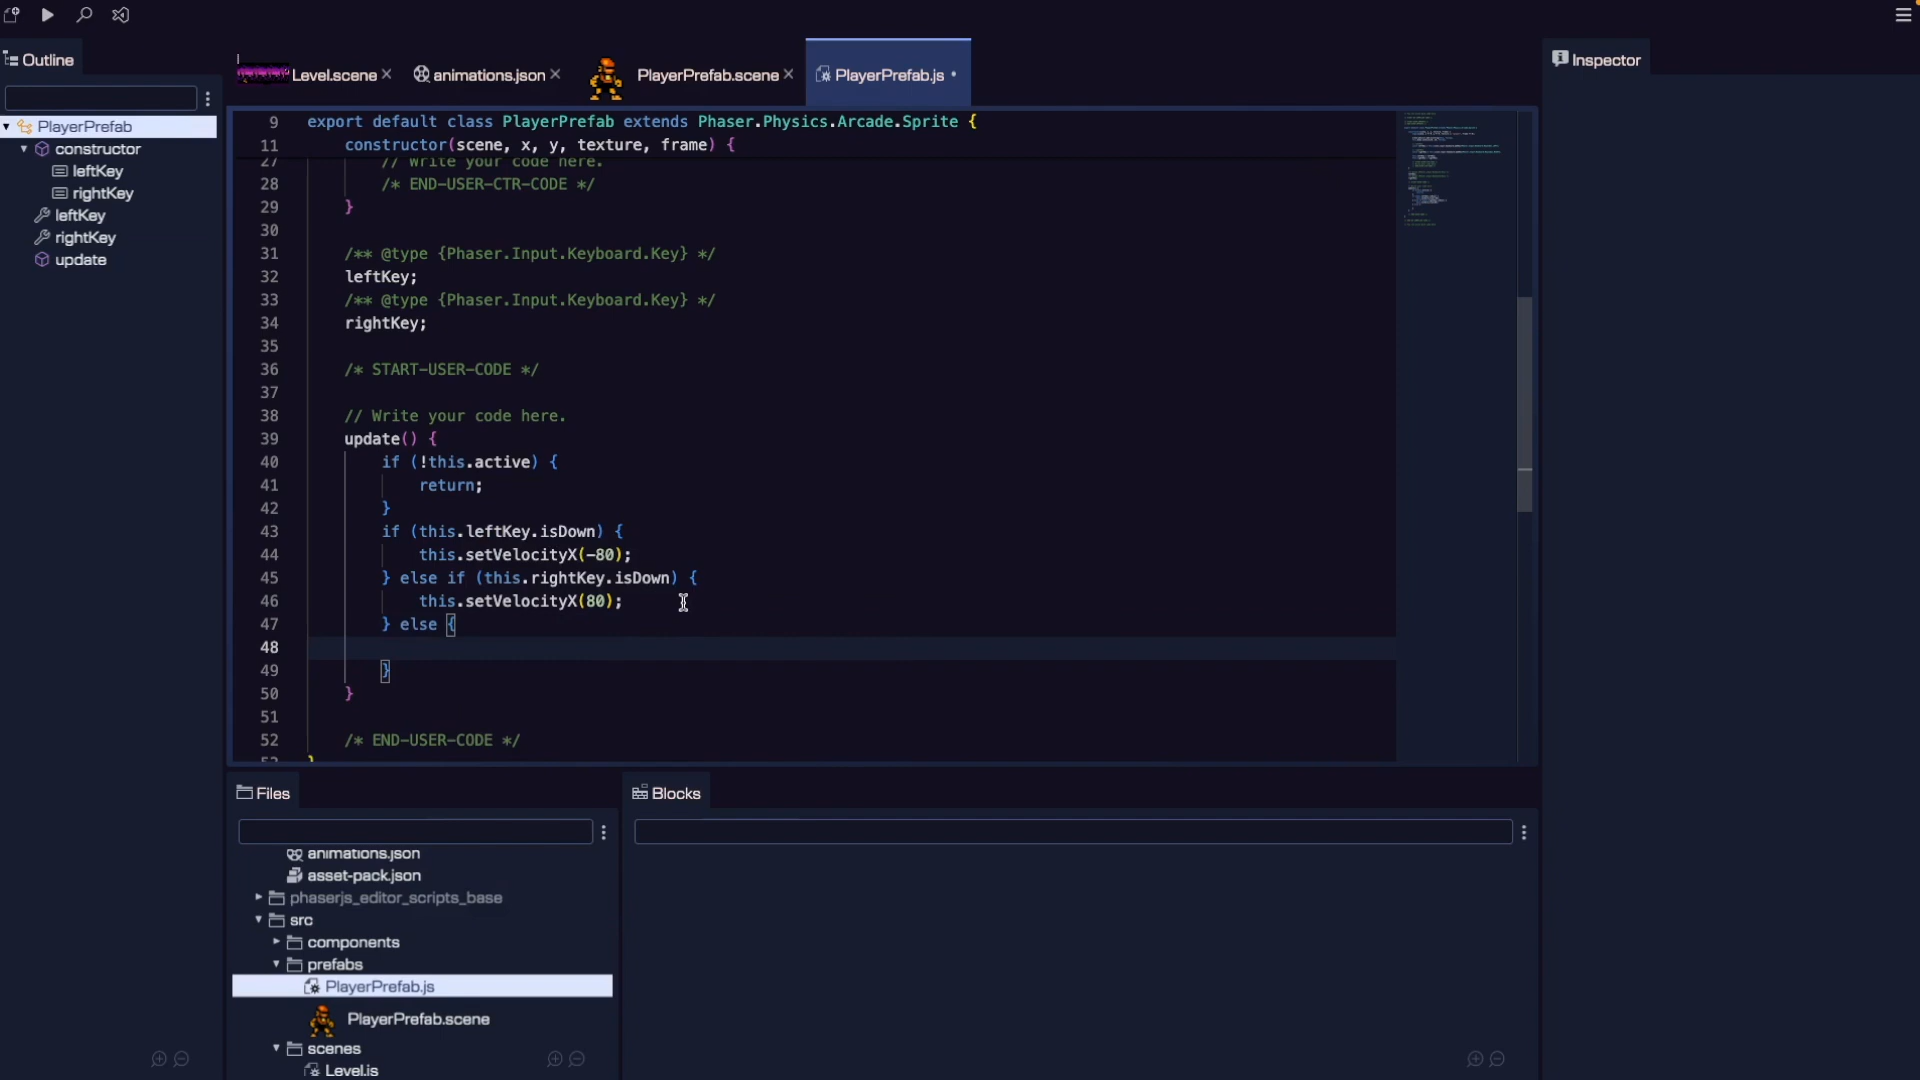 Outline
Level.scene
animations.json
PlayerPrefab.scene
PlayerPrefab.js
Inspector
PlayerPrefab
constructor
leftKey
rightKey
leftKey
rightKey
update
9 export default class PlayerPrefab extends Phaser.Physics.Arcade.Sprite {
11 constructor(scene, x, y, texture, frame) {
27 // Write your code here.
28 /* END-USER-CTR-CODE */
29 }
30
31 /** @type {Phaser.Input.Keyboard.Key} */
32 leftKey;
33 /** @type {Phaser.Input.Keyboard.Key} */
34 rightKey;
35
36 /* START-USER-CODE */
37
38 // Write your code here.
39 update() {
40 if (!this.active) {
41 return;
42 }
43 if (this.leftKey.isDown) {
44 this.setVelocityX(-80);
45 } else if (this.rightKey.isDown) {
46 this.setVelocityX(80);
47 } else {
48
49 }
50 }
51
52 /* END-USER-CODE */
53 }
Files
Blocks
animations.json
asset-pack.json
phaserjs_editor_scripts_base
src
components
prefabs
PlayerPrefab.js
PlayerPrefab.scene
scenes
Level.js